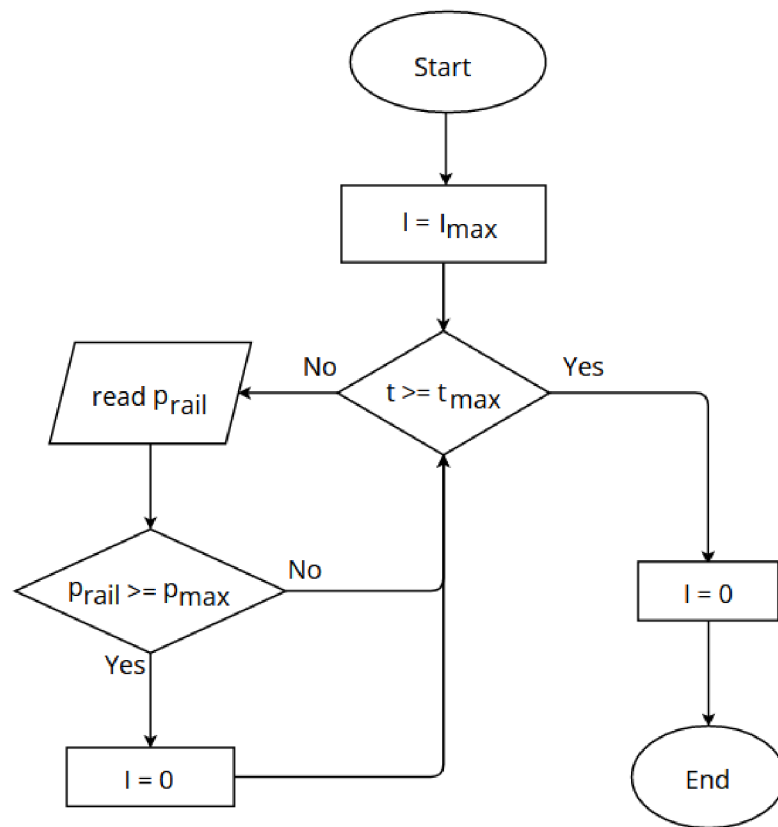 Start
I = Imax
No
Yes
t >= tmax
read prail
prail >= pmax
No
Yes
I = 0
I = 0
End